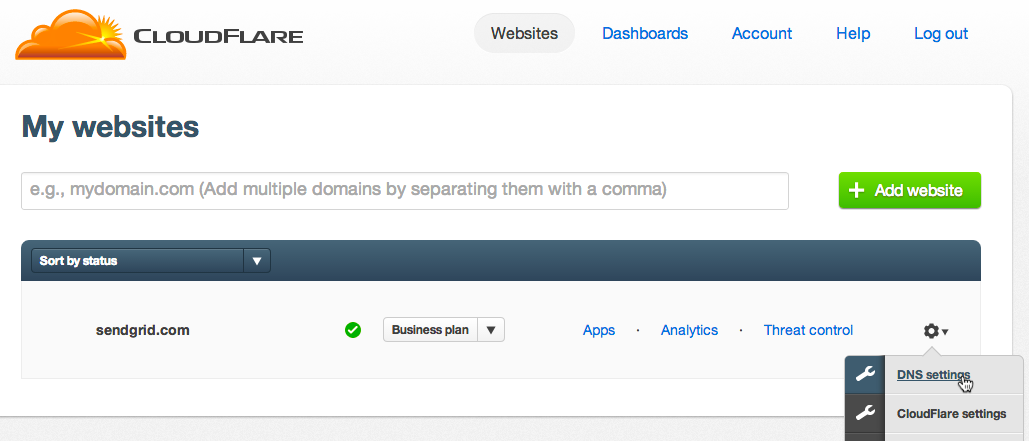 CLOUDFLARE
Websites Dashboards Account Help Log out
My websites
e.g., mydomain.com (Add multiple domains by separating them with a comma)
+ Add website
Sort by status
sendgrid.com Business plan Apps · Analytics · Threat control
DNS settings
CloudFlare settings